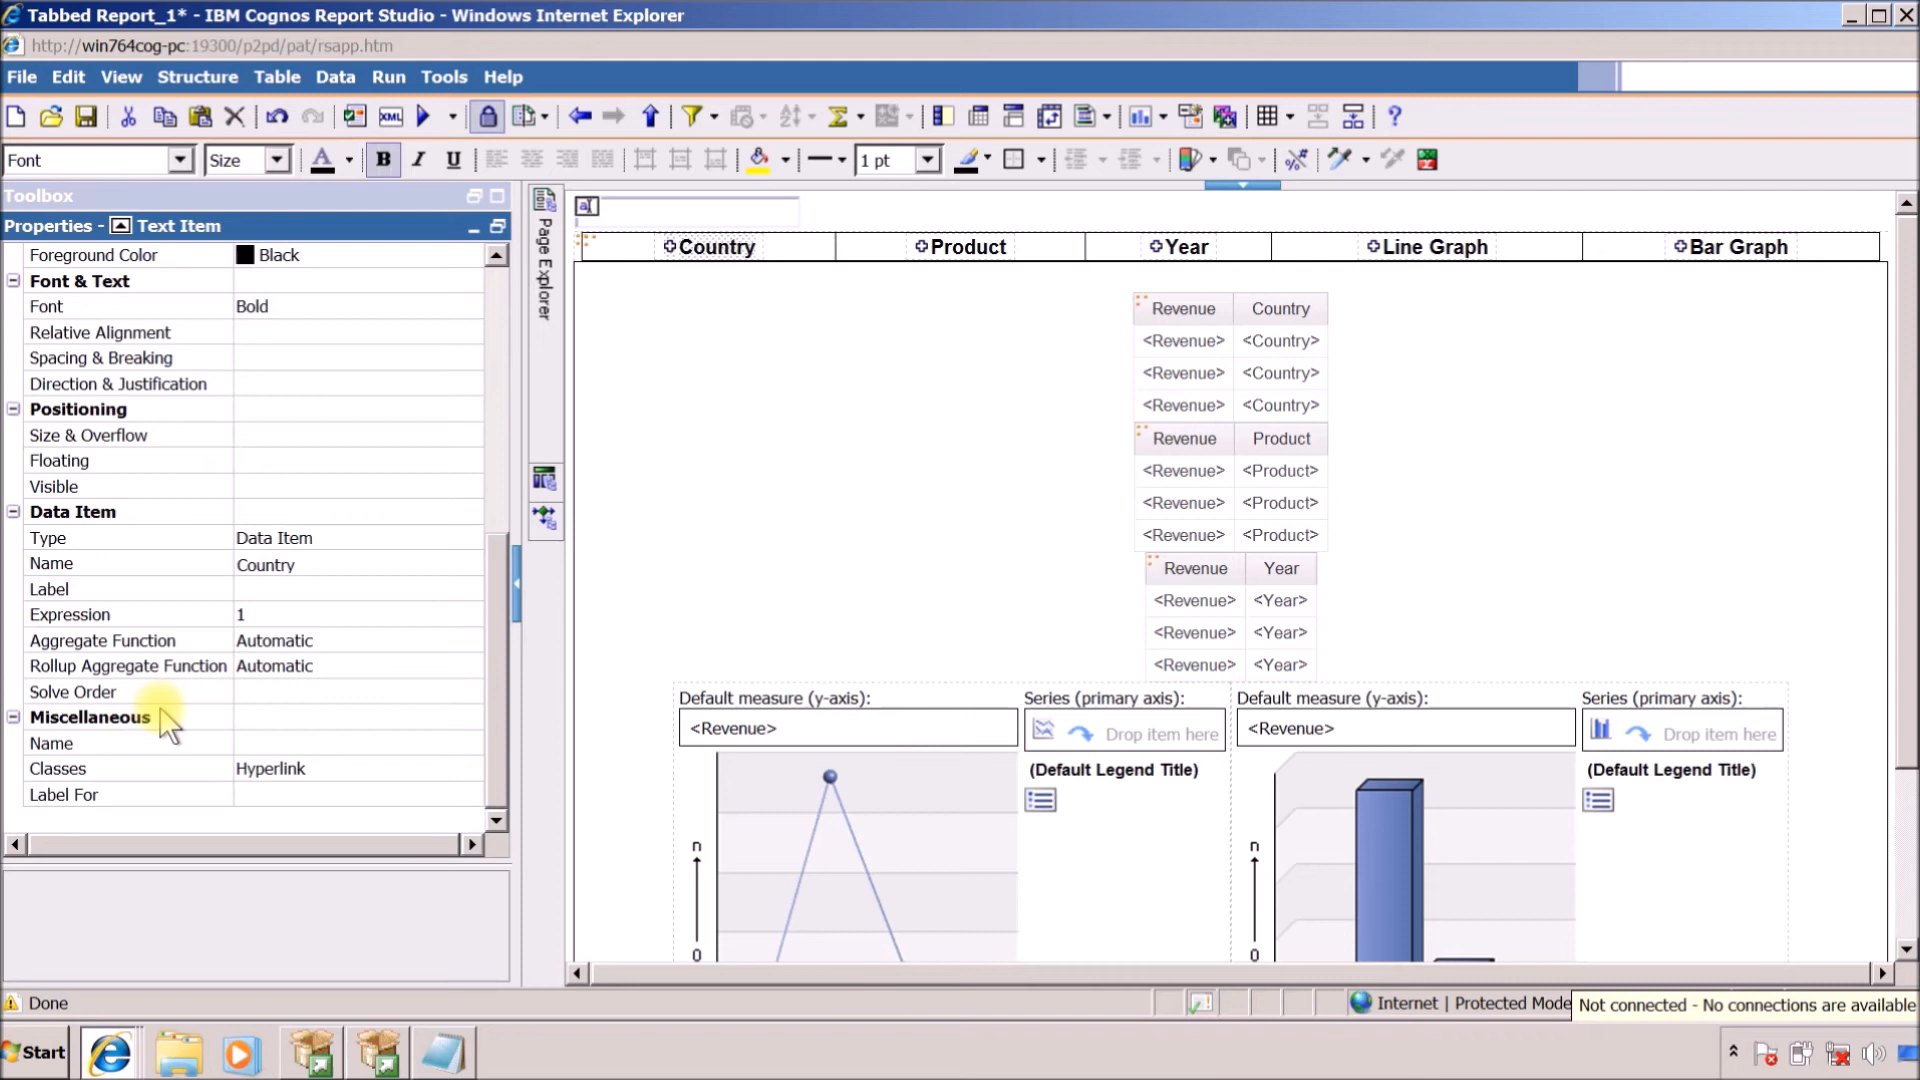 Tabbed Report_1* - IBM Cognos Report Studio - Windows Internet Explorer
http://win764cog-pc:19300/p2pd/pat/rsapp.htm
File Edit View Structure Table Data Run Tools Help
XML
Font Size A B I U 1 pt
Toolbox
Properties - Text Item
Foreground Color Black
Font & Text
Font Bold
Relative Alignment
Spacing & Breaking
Direction & Justification
Positioning
Size & Overflow
Floating
Visible
Data Item
Type Data Item
Name Country
Label
Expression 1
Aggregate Function Automatic
Rollup Aggregate Function Automatic
Solve Order
Miscellaneous
Name
Classes Hyperlink
Label For
Page Explorer
Country Product Year Line Graph Bar Graph
Revenue Country
<Revenue> <Country>
<Revenue> <Country>
<Revenue> <Country>
Revenue Product
<Revenue> <Product>
<Revenue> <Product>
<Revenue> <Product>
Revenue Year
<Revenue> <Year>
<Revenue> <Year>
<Revenue> <Year>
Default measure (y-axis): Series (primary axis): Default measure (y-axis): Series (primary axis):
<Revenue> Drop item here <Revenue> Drop item here
(Default Legend Title) (Default Legend Title)
n n
0 0
Done Internet | Protected Mode Not connected - No connections are available
Start